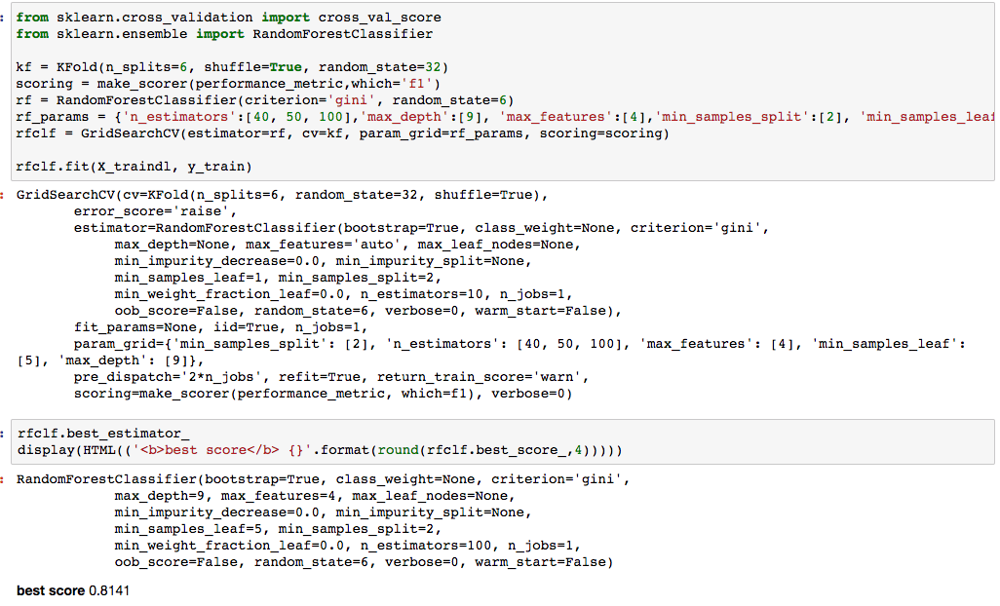 from sklearn.cross_validation import cross_val_score
from sklearn.ensemble import RandomForestClassifier
kf = KFold(n_splits=6, shuffle=True, random_state=32)
scoring = make_scorer(performance_metric,which='f1')
rf = RandomForestClassifier(criterion='gini', random_state=6)
rf_params = {'n_estimators':[40, 50, 100],'max_depth':[9], 'max_features':[4],'min_samples_split':[2], 'min_samples_leaf
rfclf = GridSearchCV(estimator=rf, cv=kf, param_grid=rf_params, scoring=scoring)
rfclf.fit(X_traindl, y_train)
GridSearchCV(cv=KFold(n_splits=6, random_state=32, shuffle=True),
error_score='raise',
estimator=RandomForestClassifier(bootstrap=True, class_weight=None, criterion='gini',
max_depth=None, max_features='auto', max_leaf_nodes=None,
min_impurity_decrease=0.0, min_impurity_split=None,
min_samples_leaf=1, min_samples_split=2,
min_weight_fraction_leaf=0.0, n_estimators=10, n_jobs=1,
oob_score=False, random_state=6, verbose=0, warm_start=False),
fit_params=None, iid=True, n_jobs=1,
param_grid={'min_samples_split': [2], 'n_estimators': [40, 50, 100], 'max_features': [4], 'min_samples_leaf':
[5], 'max_depth': [9]},
pre_dispatch='2*n_jobs', refit=True, return_train_score='warn',
scoring=make_scorer(performance_metric, which=f1), verbose=0)
rfclf.best_estimator_
display(HTML(('<b>best score</b> {}'.format(round(rfclf.best_score_,4)))))
RandomForestClassifier(bootstrap=True, class_weight=None, criterion='gini',
max_depth=9, max_features=4, max_leaf_nodes=None,
min_impurity_decrease=0.0, min_impurity_split=None,
min_samples_leaf=5, min_samples_split=2,
min_weight_fraction_leaf=0.0, n_estimators=100, n_jobs=1,
oob_score=False, random_state=6, verbose=0, warm_start=False)
best score 0.8141